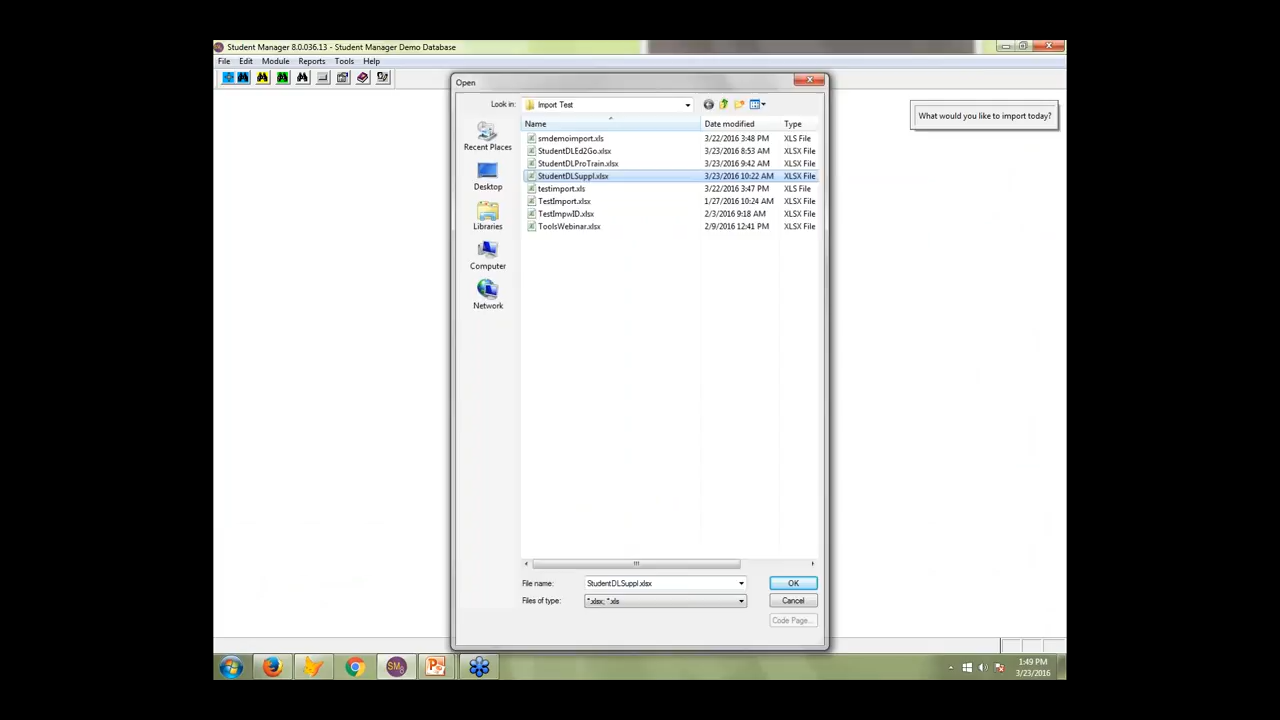 Student Manager 8.0.036.13 - Student Manager Demo Database
File Edit Module Reports Tools Help
Open
Look in: Import Test
What would you like to import today?
Name Date modified Type
smdemoimport.xls 3/22/2016 3:48 PM XLS File
StudentDLEd2Go.xlsx 3/23/2016 8:53 AM XLSX File
StudentDLProTrain.xlsx 3/23/2016 9:42 AM XLSX File
StudentDLSuppl.xlsx 3/23/2016 10:22 AM XLSX File
testimport.xls 3/22/2016 3:47 PM XLS File
TestImport.xlsx 1/27/2016 10:24 AM XLSX File
TestImpwID.xlsx 2/3/2016 9:18 AM XLSX File
ToolsWebinar.xlsx 2/9/2016 12:41 PM XLSX File
Recent Places
Desktop
Libraries
Computer
Network
File name: StudentDLSuppl.xlsx OK
Files of type: *.xlsx; *.xls Cancel
Code Page...
SM8
1:49 PM
3/23/2016